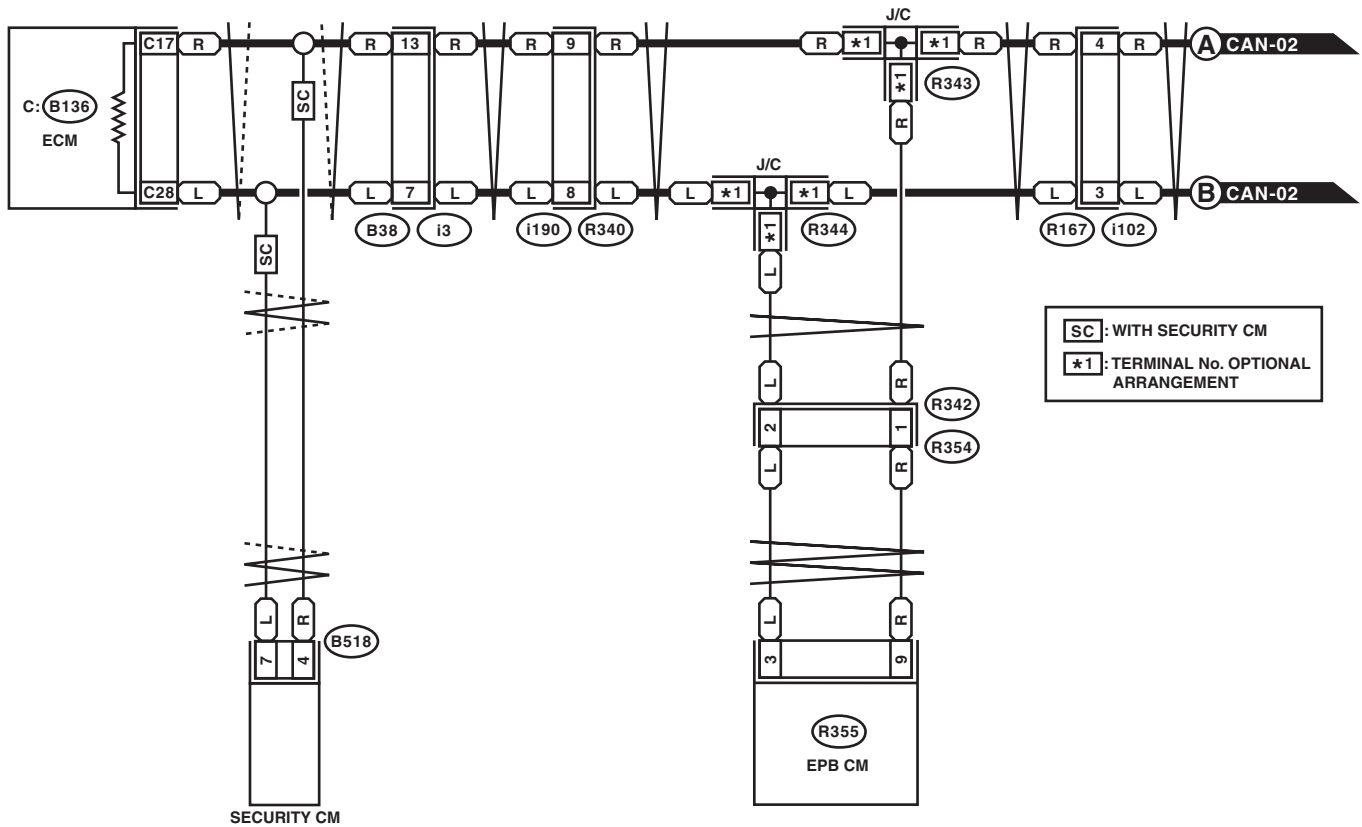 J/C
C17 R R 13 R R 9 R R *1 *1 R R 4 R A CAN-02
SC
*1
R343
C: B136
ECM
R
J/C
C28 L L 7 L L 8 L L *1 *1 L L 3 L B CAN-02
B38 i3 i190 R340 *1 R344 R167 i102
SC
L
SC : WITH SECURITY CM
*1 : TERMINAL No. OPTIONAL
ARRANGEMENT
L R
R342
2 1
R354
L R
L R L R
B518
7 4 3 9
R355
EPB CM
SECURITY CM